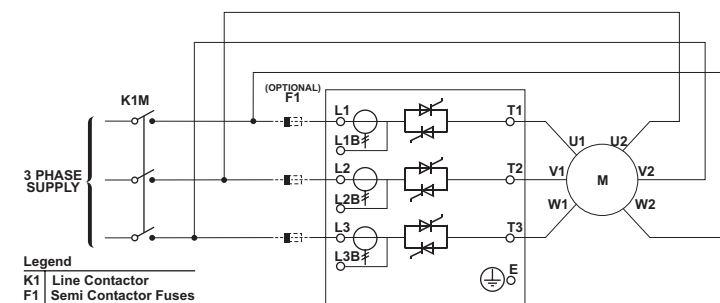 (OPTIONAL)
F1
K1M
L1
T1
L1B
U1
U2
3 PHASE
SUPPLY
L2
T2
V1
V2
M
L2B
W1
W2
L3
T3
L3B
E
Legend
K1 Line Contactor
F1 Semi Contactor Fuses